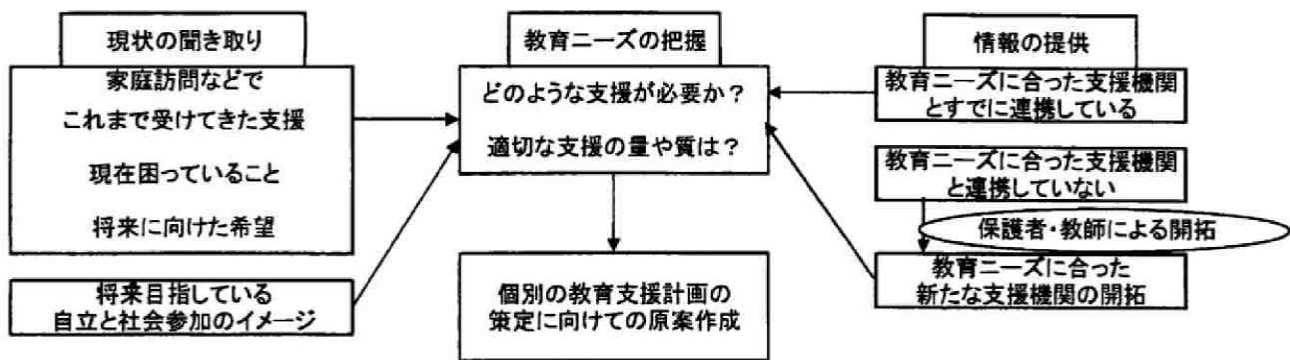 現状の聞き取り
家庭訪問などで
これまで受けてきた支援
現在困っていること
将来に向けた希望
将来目指している
自立と社会参加のイメージ
教育ニーズの把握
どのような支援が必要か?
適切な支援の量や質は?
個別の教育支援計画の
策定に向けての原案作成
情報の提供
教育ニーズに合った支援機関
とすでに連携している
教育ニーズに合った支援機関
と連携していない
保護者・教師による開拓
教育ニーズに合った
新たな支援機関の開拓